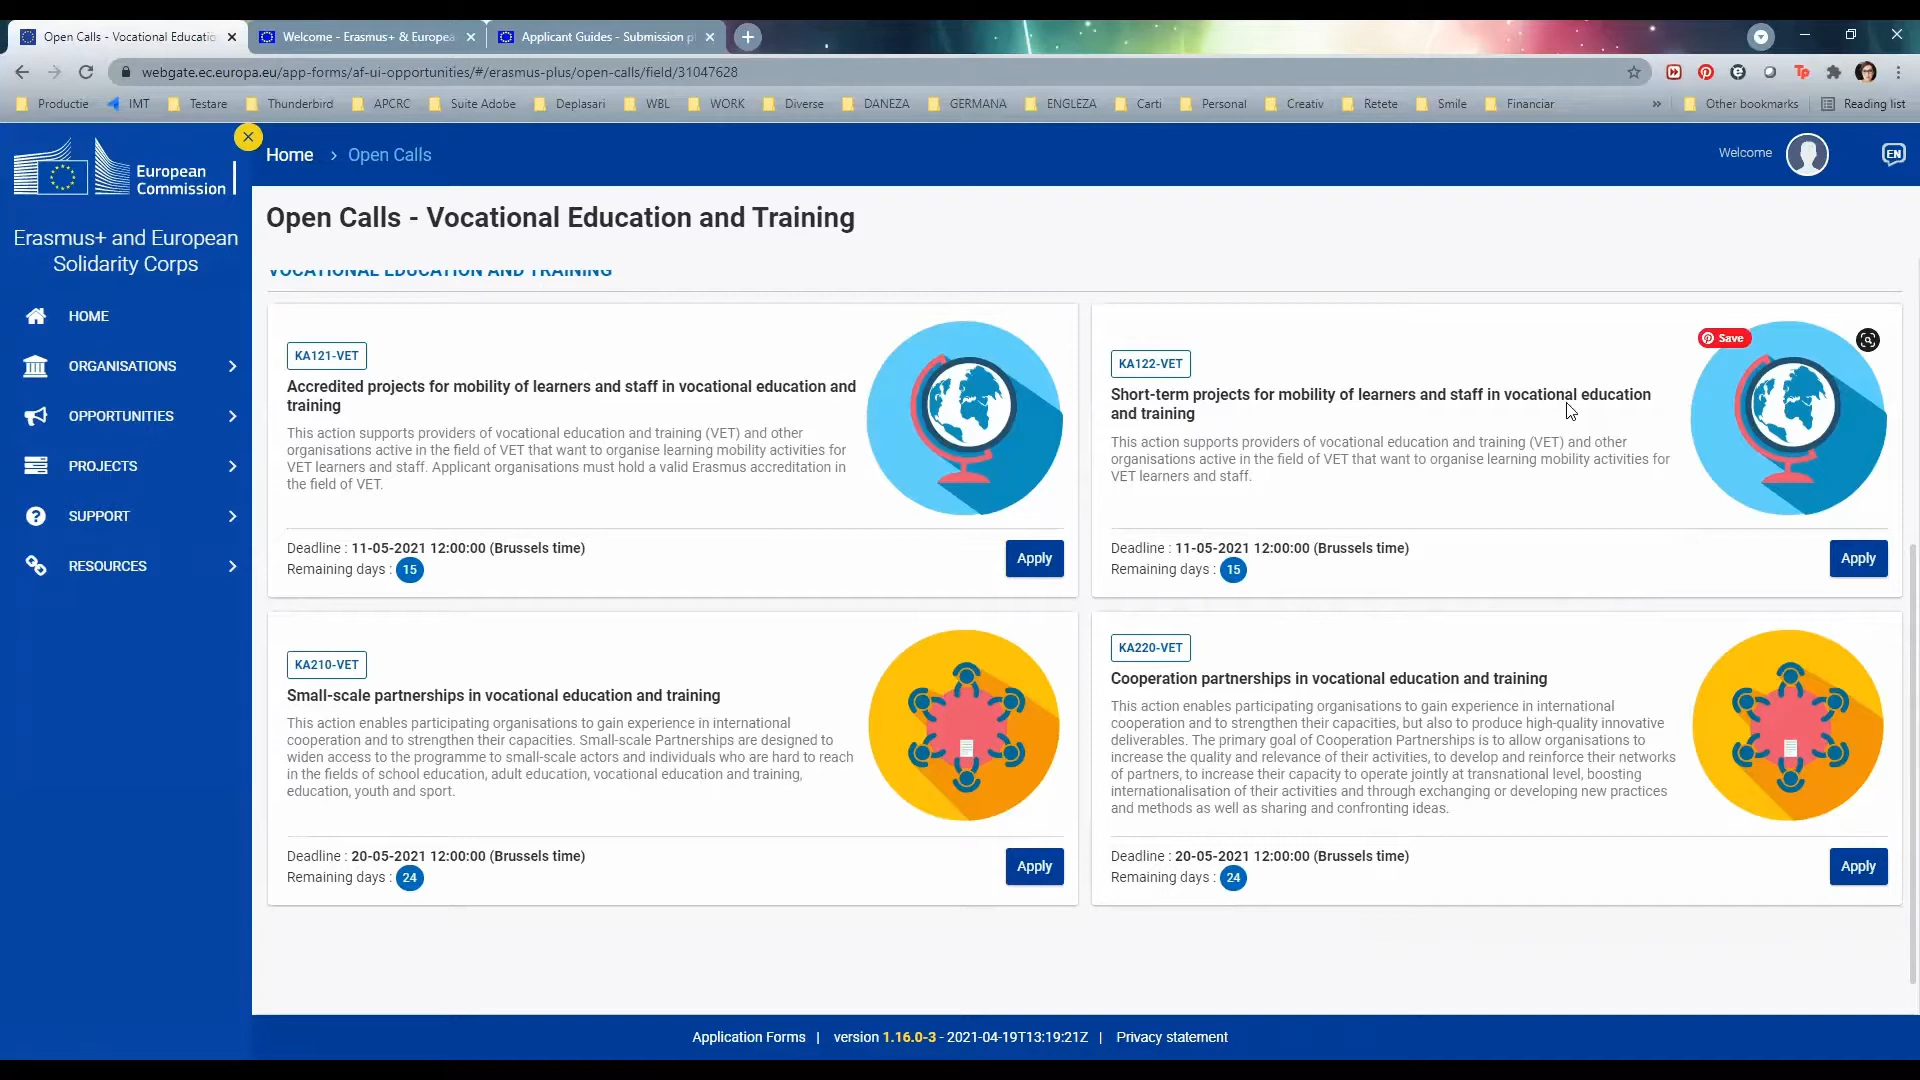 Open Calls - Vocational Educatio
Welcome - Erasmus+ & Europea
Applicant Guides - Submission p
webgate.ec.europa.eu/app-forms/af-ui-opportunities/#/erasmus-plus/open-calls/field/31047628
Productie IMT Testare Thunderbird APCRC Suite Adobe Deplasari WBL WORK Diverse DANEZA GERMANA ENGLEZA Carti Personal Creativ Retete Smile Financiar » Other bookmarks Reading list
European
Commission
Home > Open Calls
Welcome
EN
Erasmus+ and European
Solidarity Corps
HOME
ORGANISATIONS
OPPORTUNITIES
PROJECTS
SUPPORT
RESOURCES
Open Calls - Vocational Education and Training
VOCATIONAL EDUCATION AND TRAINING
KA121-VET
Accredited projects for mobility of learners and staff in vocational education and
training
This action supports providers of vocational education and training (VET) and other
organisations active in the field of VET that want to organise learning mobility activities for
VET learners and staff. Applicant organisations must hold a valid Erasmus accreditation in
the field of VET.
Deadline : 11-05-2021 12:00:00 (Brussels time)
Remaining days : 15
Apply
KA122-VET
Save
Short-term projects for mobility of learners and staff in vocational education
and training
This action supports providers of vocational education and training (VET) and other
organisations active in the field of VET that want to organise learning mobility activities for
VET learners and staff.
Deadline : 11-05-2021 12:00:00 (Brussels time)
Remaining days : 15
Apply
KA210-VET
Small-scale partnerships in vocational education and training
This action enables participating organisations to gain experience in international
cooperation and to strengthen their capacities. Small-scale Partnerships are designed to
widen access to the programme to small-scale actors and individuals who are hard to reach
in the fields of school education, adult education, vocational education and training,
education, youth and sport.
Deadline : 20-05-2021 12:00:00 (Brussels time)
Remaining days : 24
Apply
KA220-VET
Cooperation partnerships in vocational education and training
This action enables participating organisations to gain experience in international
cooperation and to strengthen their capacities, but also to produce high-quality innovative
deliverables. The primary goal of Cooperation Partnerships is to allow organisations to
increase the quality and relevance of their activities, to develop and reinforce their networks
of partners, to increase their capacity to operate jointly at transnational level, boosting
internationalisation of their activities and through exchanging or developing new practices
and methods as well as sharing and confronting ideas.
Deadline : 20-05-2021 12:00:00 (Brussels time)
Remaining days : 24
Apply
Application Forms | version 1.16.0-3 - 2021-04-19T13:19:21Z | Privacy statement